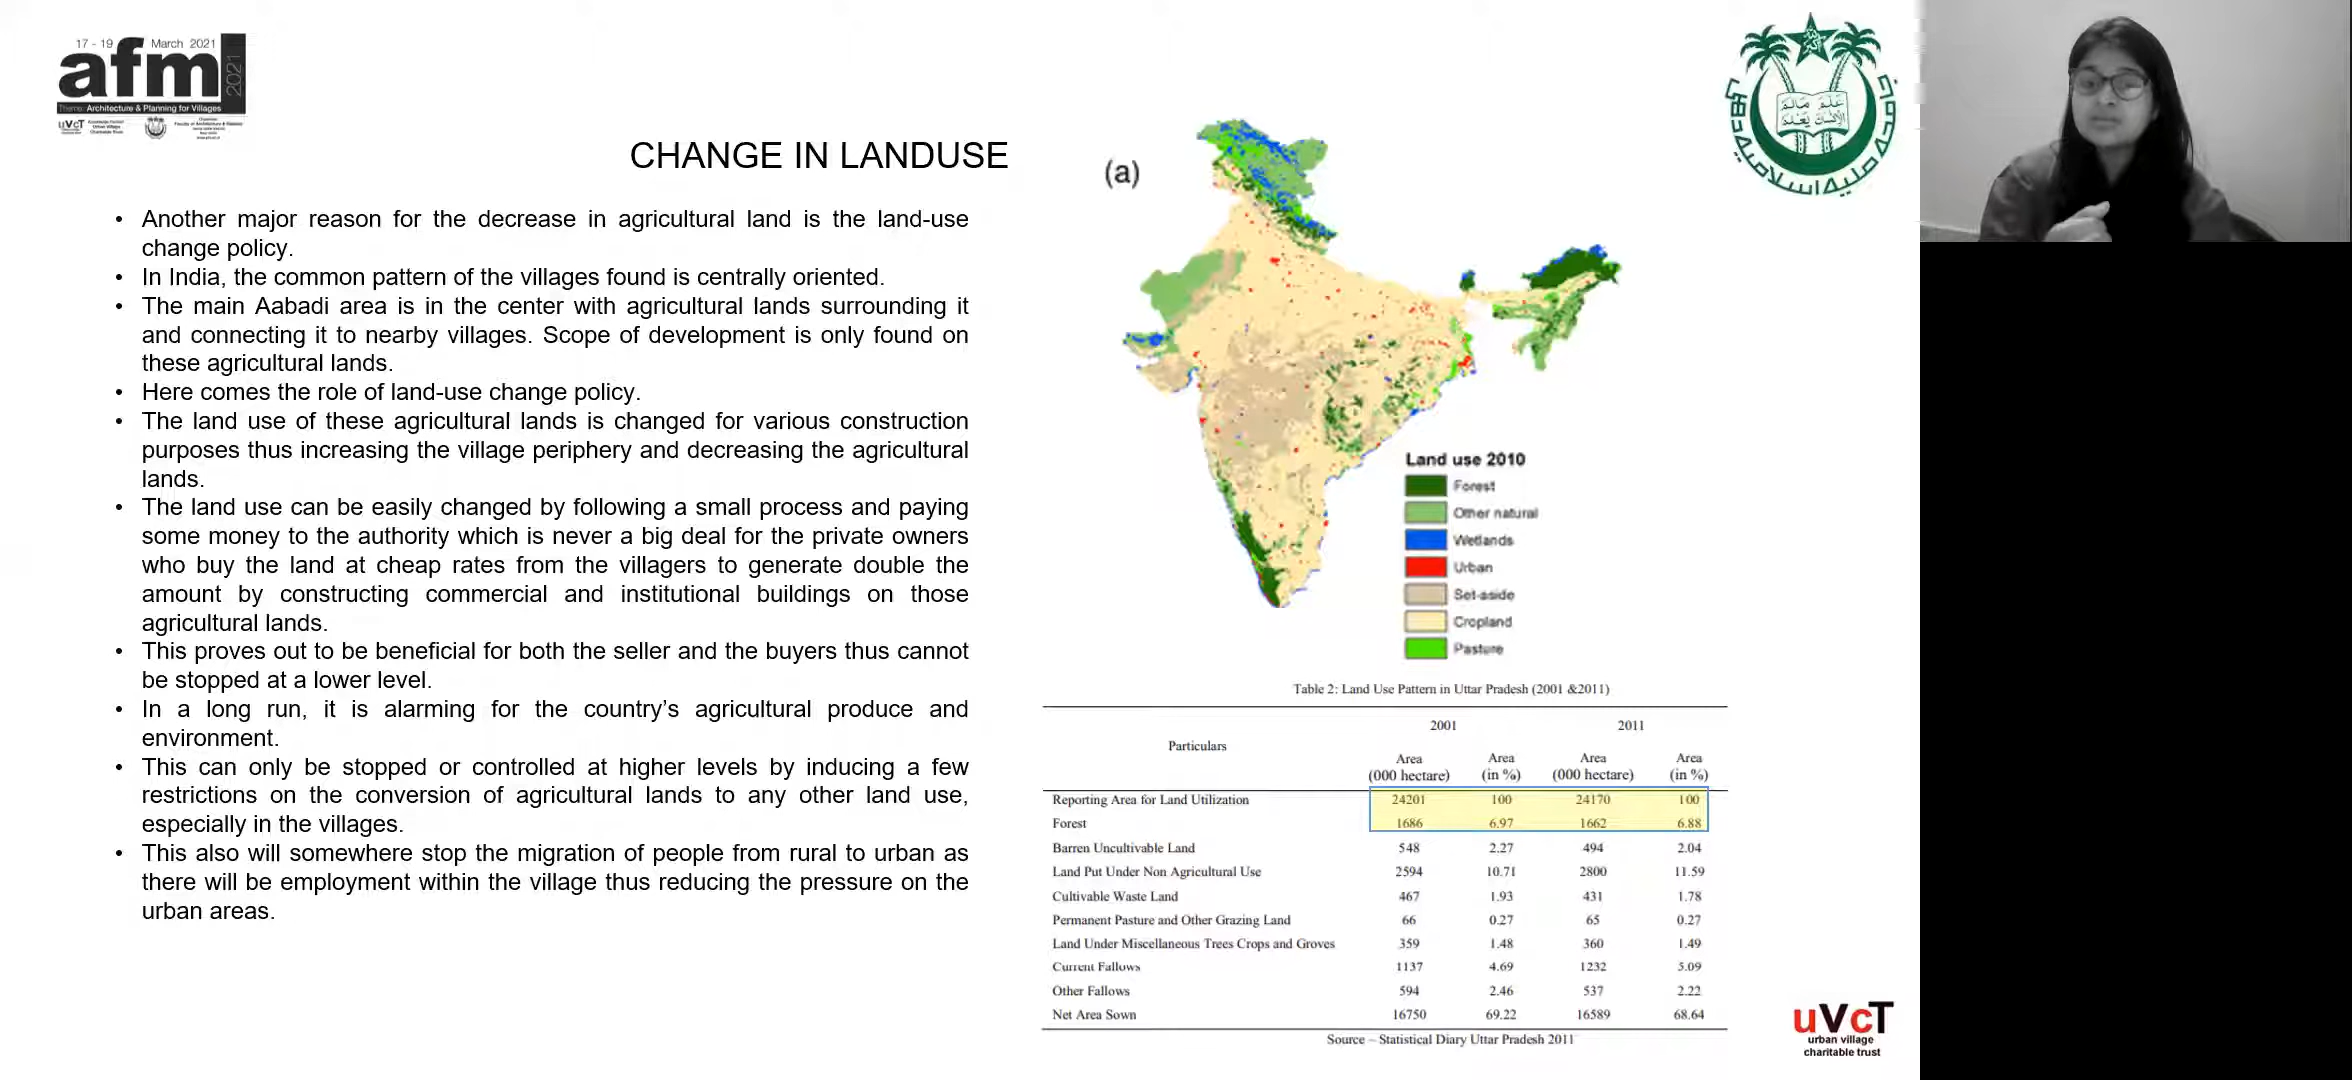 17 - 19 March 2021
afm
2021
Theme: Architecture & Planning for Villages
uVcT
CHANGE IN LANDUSE
• Another major reason for the decrease in agricultural land is the land-use
change policy.
• In India, the common pattern of the villages found is centrally oriented.
• The main Aabadi area is in the center with agricultural lands surrounding it
and connecting it to nearby villages. Scope of development is only found on
these agricultural lands.
• Here comes the role of land-use change policy.
• The land use of these agricultural lands is changed for various construction
purposes thus increasing the village periphery and decreasing the agricultural
lands.
• The land use can be easily changed by following a small process and paying
some money to the authority which is never a big deal for the private owners
who buy the land at cheap rates from the villagers to generate double the
amount by constructing commercial and institutional buildings on those
agricultural lands.
• This proves out to be beneficial for both the seller and the buyers thus cannot
be stopped at a lower level.
• In a long run, it is alarming for the country’s agricultural produce and
environment.
• This can only be stopped or controlled at higher levels by inducing a few
restrictions on the conversion of agricultural lands to any other land use,
especially in the villages.
• This also will somewhere stop the migration of people from rural to urban as
there will be employment within the village thus reducing the pressure on the
urban areas.
(a)
Land use 2010
Forest
Other natural
Wetlands
Urban
Set-aside
Cropland
Pasture
Table 2: Land Use Pattern in Uttar Pradesh (2001 &2011)
2001 2011
Particulars
Area Area Area Area
(000 hectare) (in %) (000 hectare) (in %)
Reporting Area for Land Utilization 24201 100 24170 100
Forest 1686 6.97 1662 6.88
Barren Uncultivable Land 548 2.27 494 2.04
Land Put Under Non Agricultural Use 2594 10.71 2800 11.59
Cultivable Waste Land 467 1.93 431 1.78
Permanent Pasture and Other Grazing Land 66 0.27 65 0.27
Land Under Miscellaneous Trees Crops and Groves 359 1.48 360 1.49
Current Fallows 1137 4.69 1232 5.09
Other Fallows 594 2.46 537 2.22
Net Area Sown 16750 69.22 16589 68.64
Source – Statistical Diary Uttar Pradesh 2011
uVcT
urban village
charitable trust